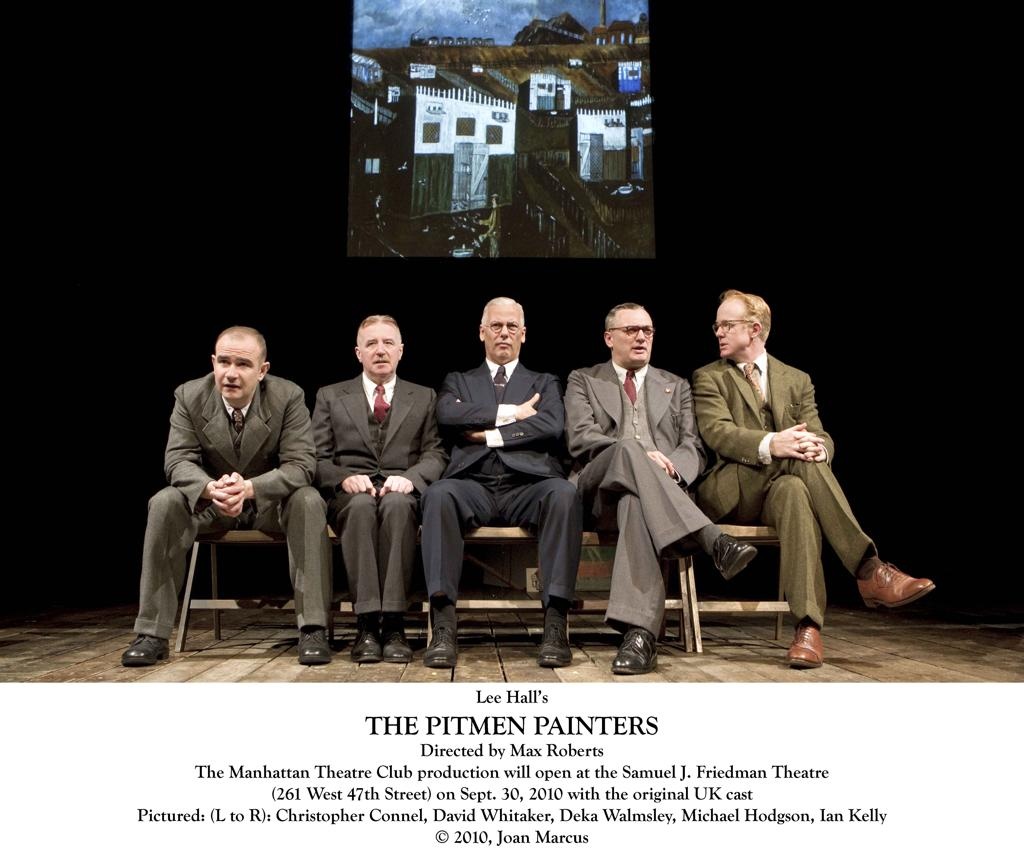 Lee Hall's
THE PITMEN PAINTERS
Directed by Max Roberts
The Manhattan Theatre Club production will open at the Samuel J. Friedman Theatre
(261 West 47th Street) on Sept. 30, 2010 with the original UK cast
Pictured: (L to R): Christopher Connel, David Whitaker, Deka Walmsley, Michael Hodgson, Ian Kelly
© 2010, Joan Marcus